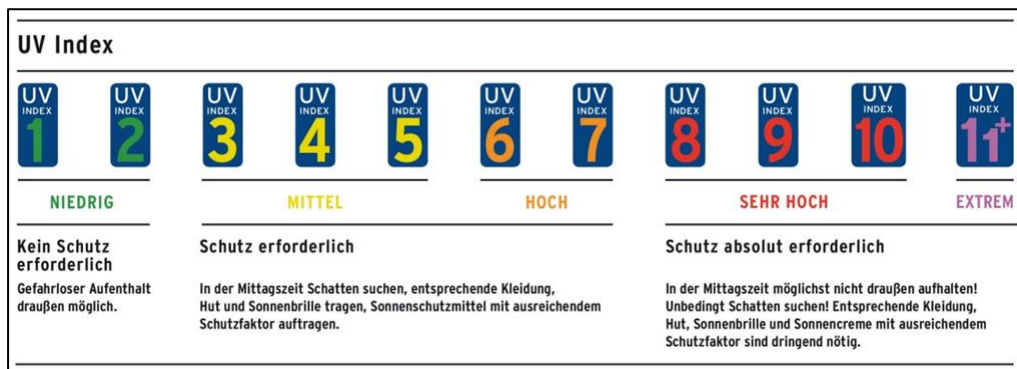 UV Index
UV INDEX 1
UV INDEX 2
UV INDEX 3
UV INDEX 4
UV INDEX 5
UV INDEX 6
UV INDEX 7
UV INDEX 8
UV INDEX 9
UV INDEX 10
UV INDEX 11+
NIEDRIG
MITTEL
HOCH
SEHR HOCH
EXTREM
Kein Schutz
erforderlich
Gefahrloser Aufenthalt
draußen möglich.
Schutz erforderlich
In der Mittagszeit Schatten suchen, entsprechende Kleidung,
Hut und Sonnenbrille tragen, Sonnenschutzmittel mit ausreichendem
Schutzfaktor auftragen.
Schutz absolut erforderlich
In der Mittagszeit möglichst nicht draußen aufhalten!
Unbedingt Schatten suchen! Entsprechende Kleidung,
Hut, Sonnenbrille und Sonnencreme mit ausreichendem
Schutzfaktor sind dringend nötig.